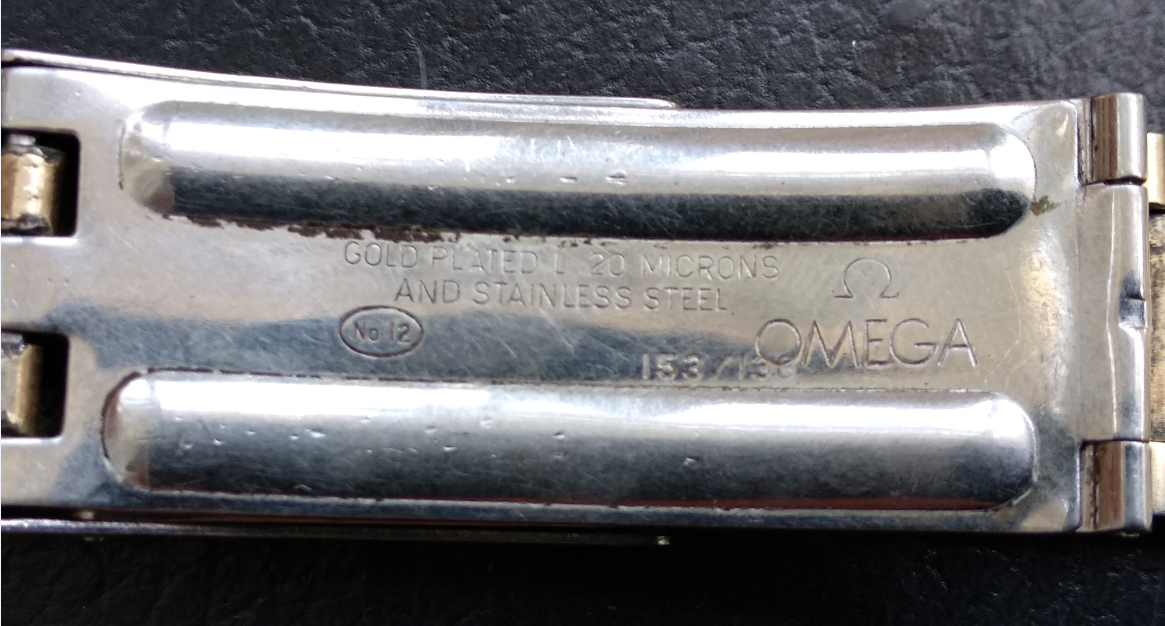 GOLD PLATED L 20 MICRONS
AND STAINLESS STEEL
Ω
No 12
OMEGA